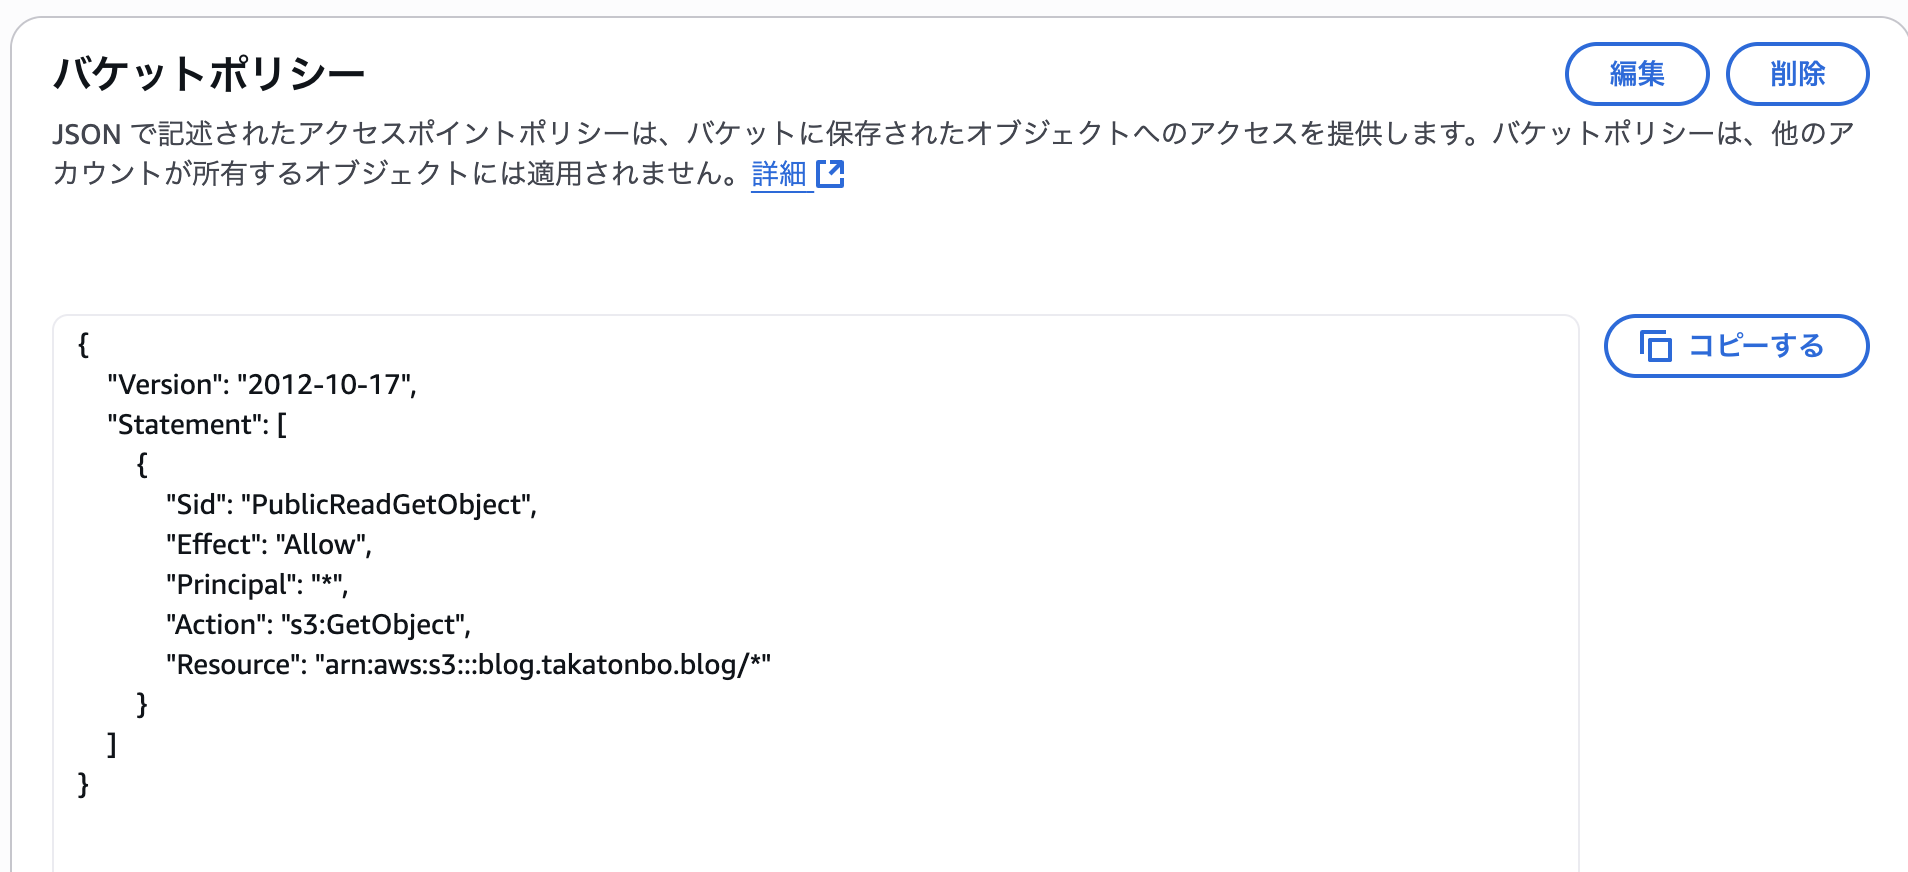 バケットポリシー
編集
削除
JSON で記述されたアクセスポイントポリシーは、バケットに保存されたオブジェクトへのアクセスを提供します。バケットポリシーは、他のア
カウントが所有するオブジェクトには適用されません。詳細
コピーする
{
"Version": "2012-10-17",
"Statement": [
{
"Sid": "PublicReadGetObject",
"Effect": "Allow",
"Principal": "*",
"Action": "s3:GetObject",
"Resource": "arn:aws:s3:::blog.takatonbo.blog/*"
}
]
}